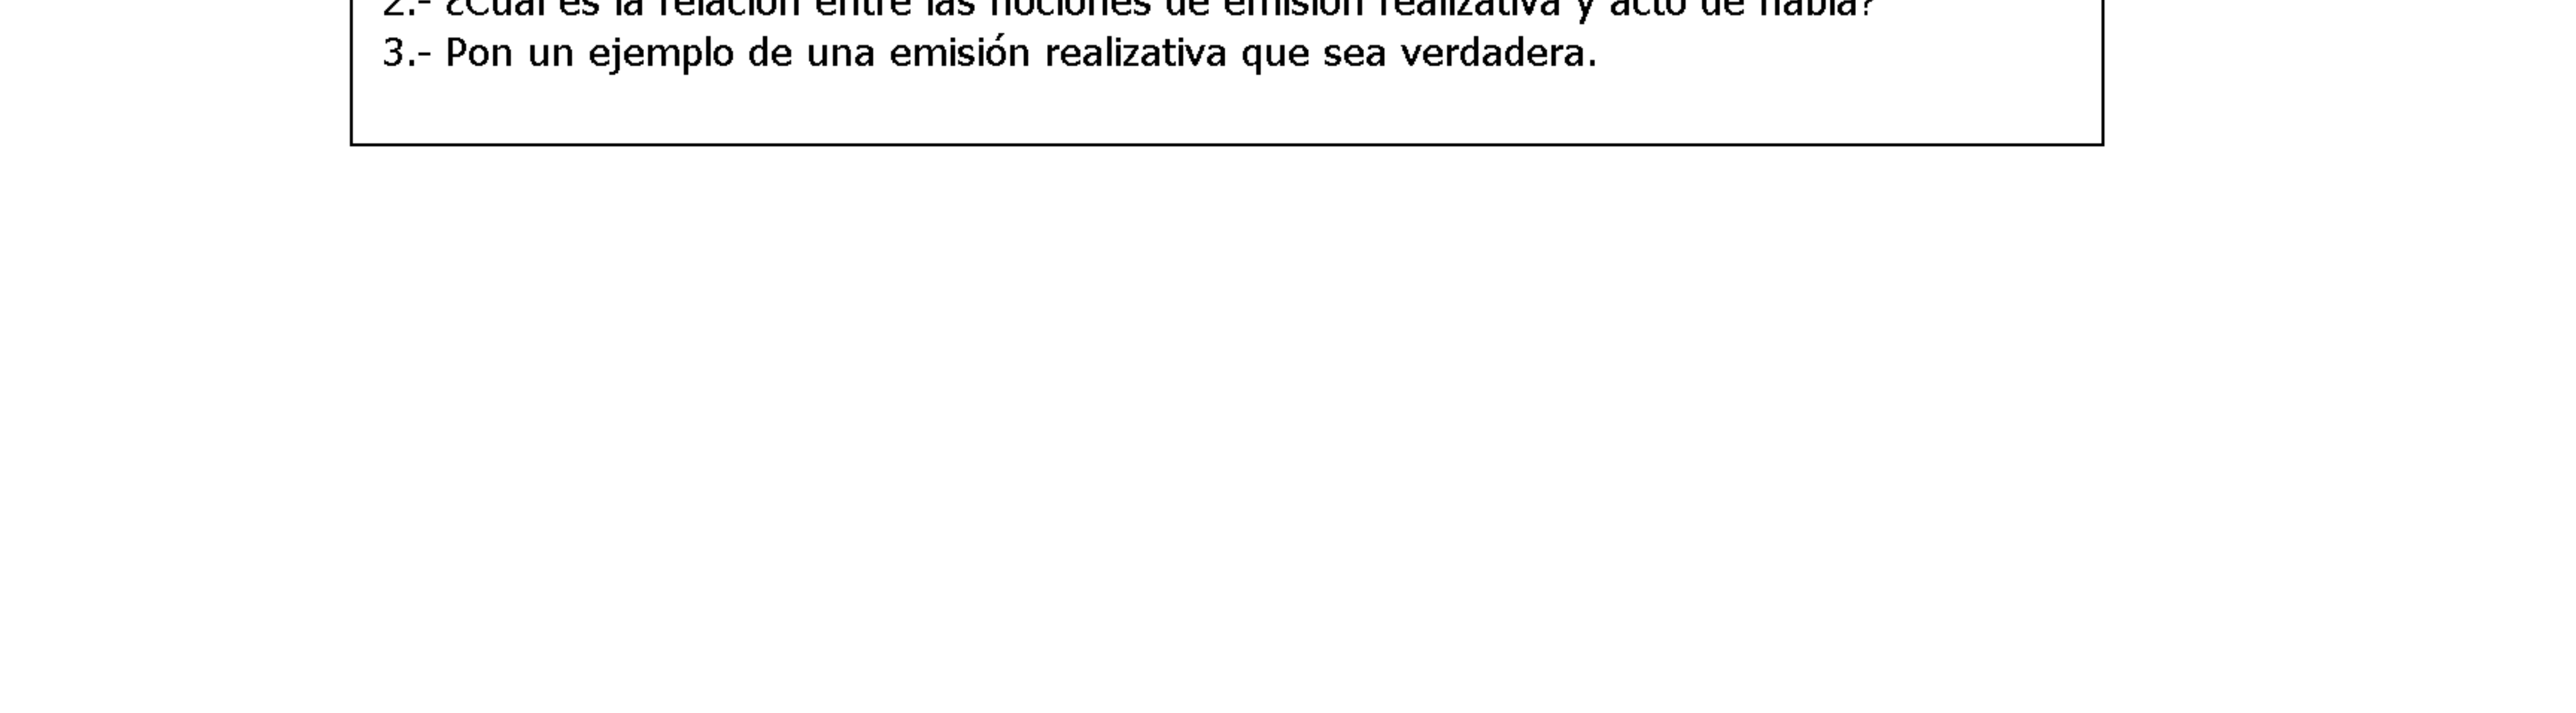 2.- ¿Cuál es la relación entre las nociones de emisión realizativa y acto de habla?
3.- Pon un ejemplo de una emisión realizativa que sea verdadera.